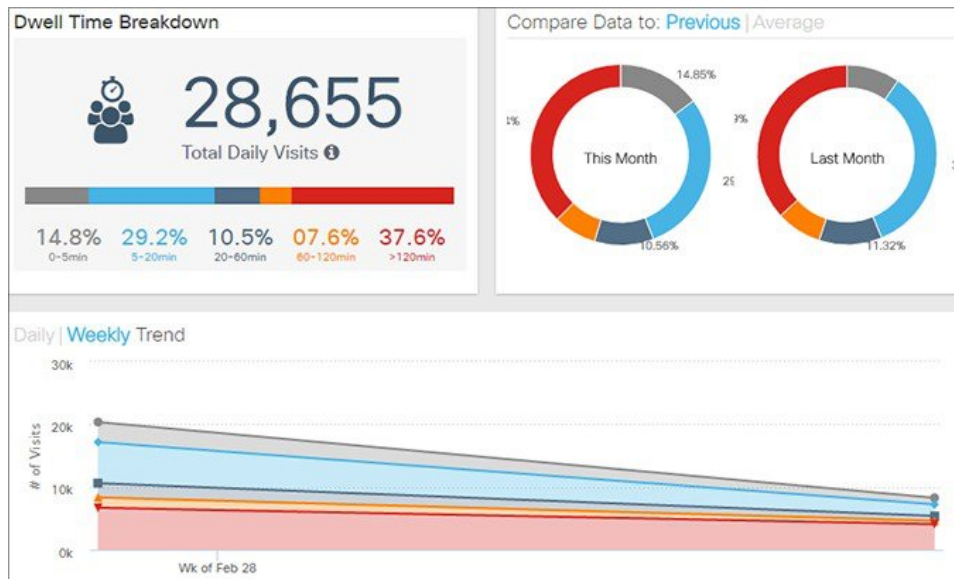 Dwell Time Breakdown
28,655
Total Daily Visits
14.8% 29.2% 10.5% 07.6% 37.6%
0-5min 5-20min 20-60min 60-120min >120min
Compare Data to: Previous | Average
14.85%
This Month
10.56%
Last Month
11.32%
Daily | Weekly Trend
30k
20k
10k
0k
# of Visits
Wk of Feb 28